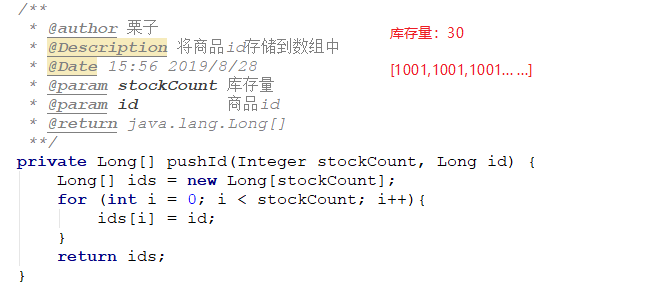 /**
* @author 栗子
* @Description 将商品id存储到数组中
* @Date 15:56 2019/8/28
* @param stockCount 库存量
* @param id 商品id
* @return java.lang.Long[]
**/
private Long[] pushId(Integer stockCount, Long id) {
Long[] ids = new Long[stockCount];
for (int i = 0; i < stockCount; i++){
ids[i] = id;
}
return ids;
}
库存量：30
[1001,1001,1001... ...]